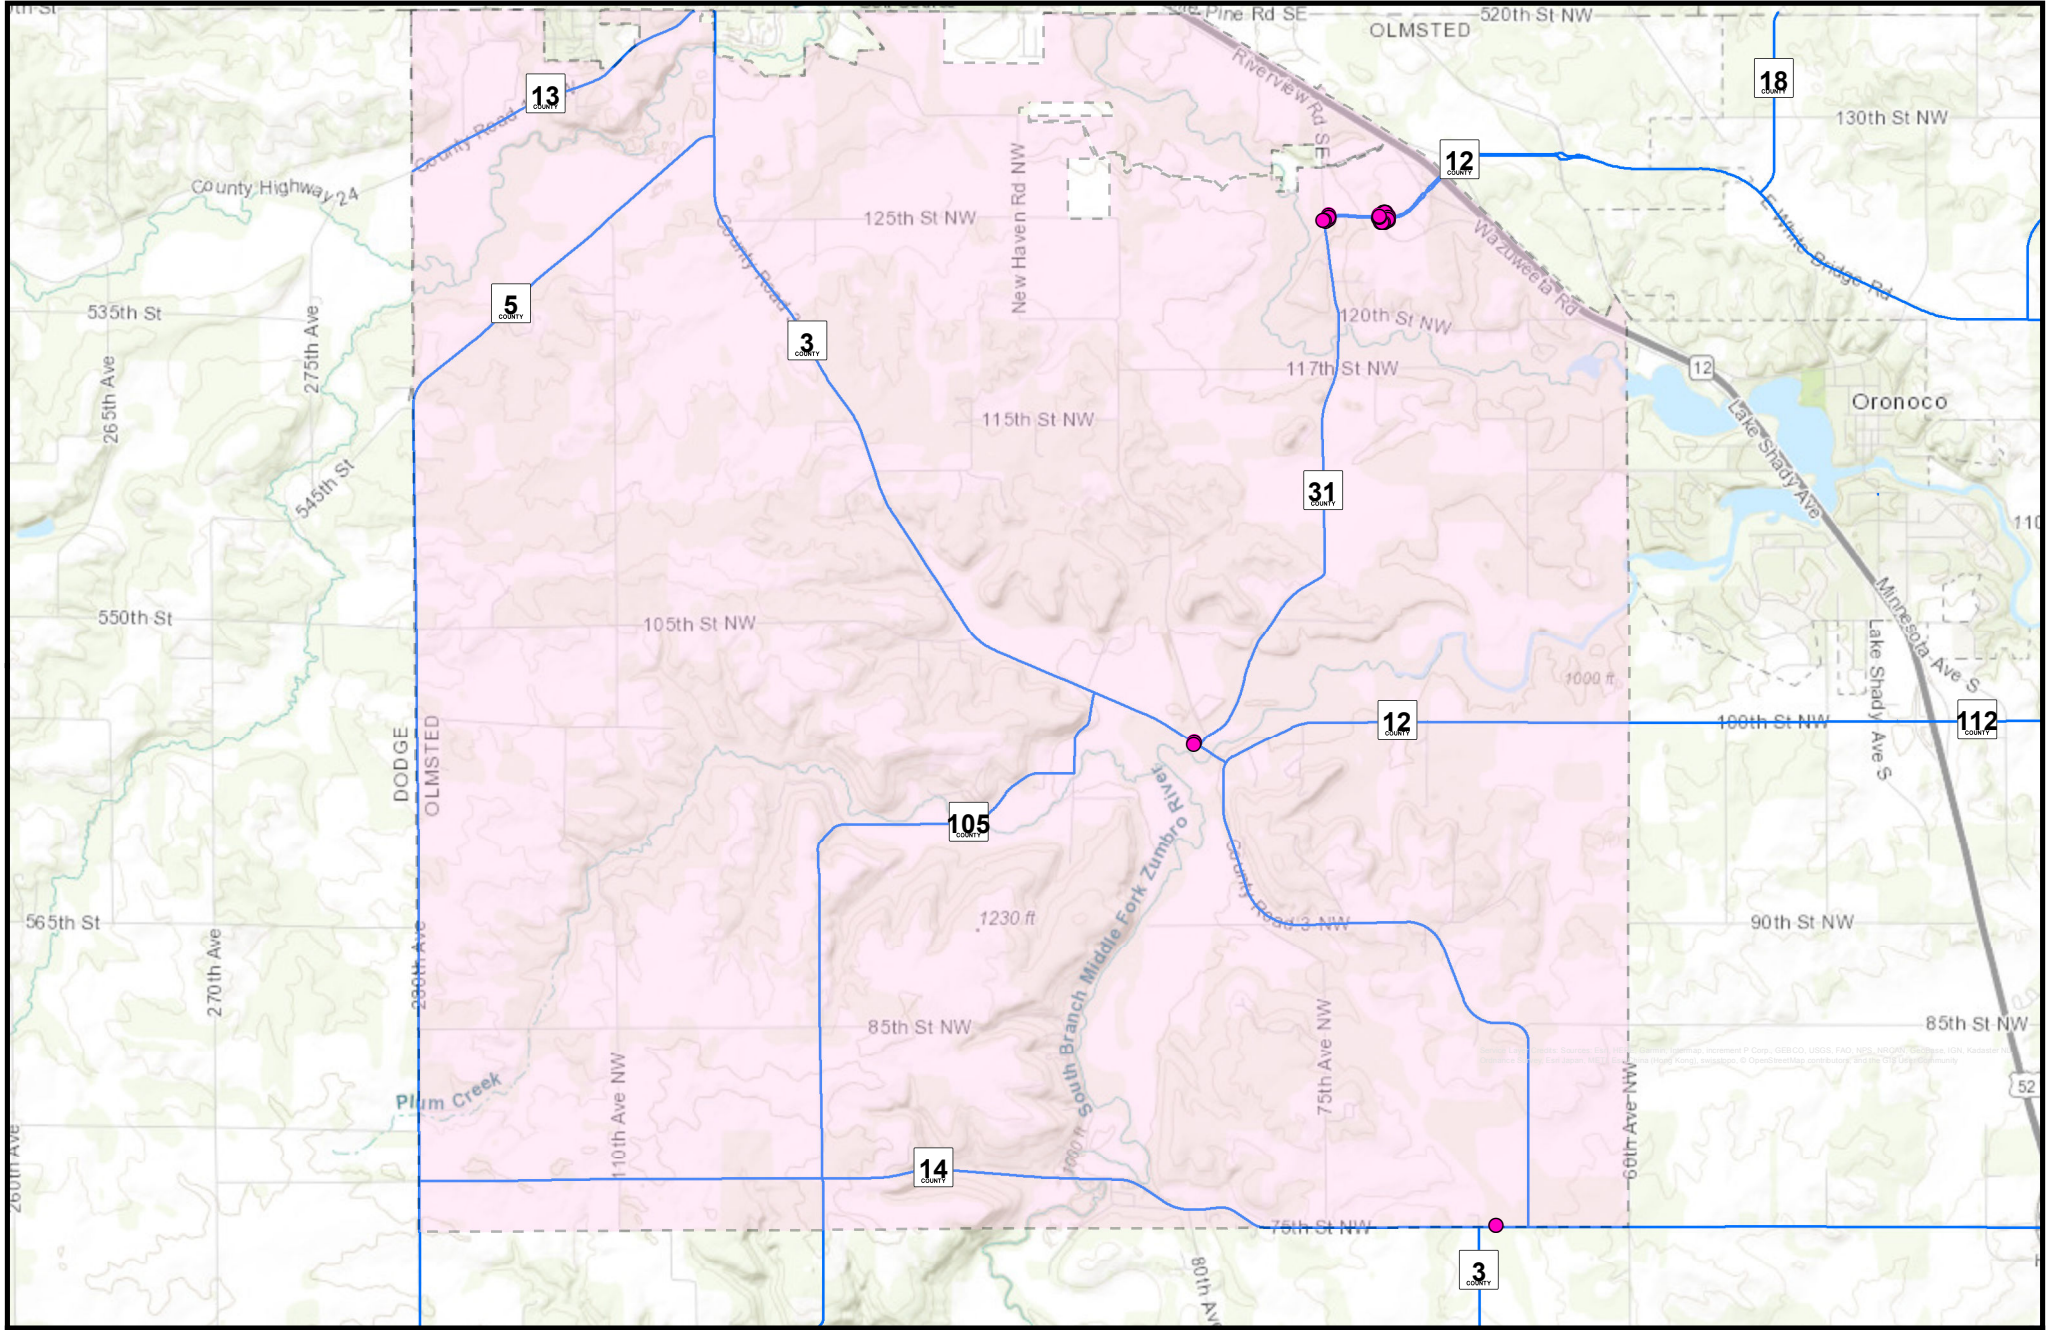 Pine Rd SE
520th St NW
OLMSTED
18
COUNTY
13
COUNTY
County Road
Riverview Rd SE
130th St NW
12
COUNTY
County Highway 24
125th St NW
New Haven Rd NW
E White Bridge Rd
Wazuweeta Rd
5
COUNTY
535th St
275th Ave
County Road 3
3
COUNTY
120th St NW
117th St NW
12
265th Ave
Oronoco
115th St NW
Lake Shady Ave
545th St
31
COUNTY
110
550th St
105th St NW
Minnesota Ave S
Lake Shady Ave S
1000 ft
12
COUNTY
100th St NW
112
COUNTY
DODGE
OLMSTED
105
COUNTY
South Branch Middle Fork Zumbro River
County Road 3 NW
565th St
1230 ft
90th St NW
270th Ave
280th Ave
85th St NW
75th Ave NW
85th St NW
110th Ave NW
Plum Creek
52
60th Ave NW
260th Ave
14
COUNTY
75th St NW
3
COUNTY